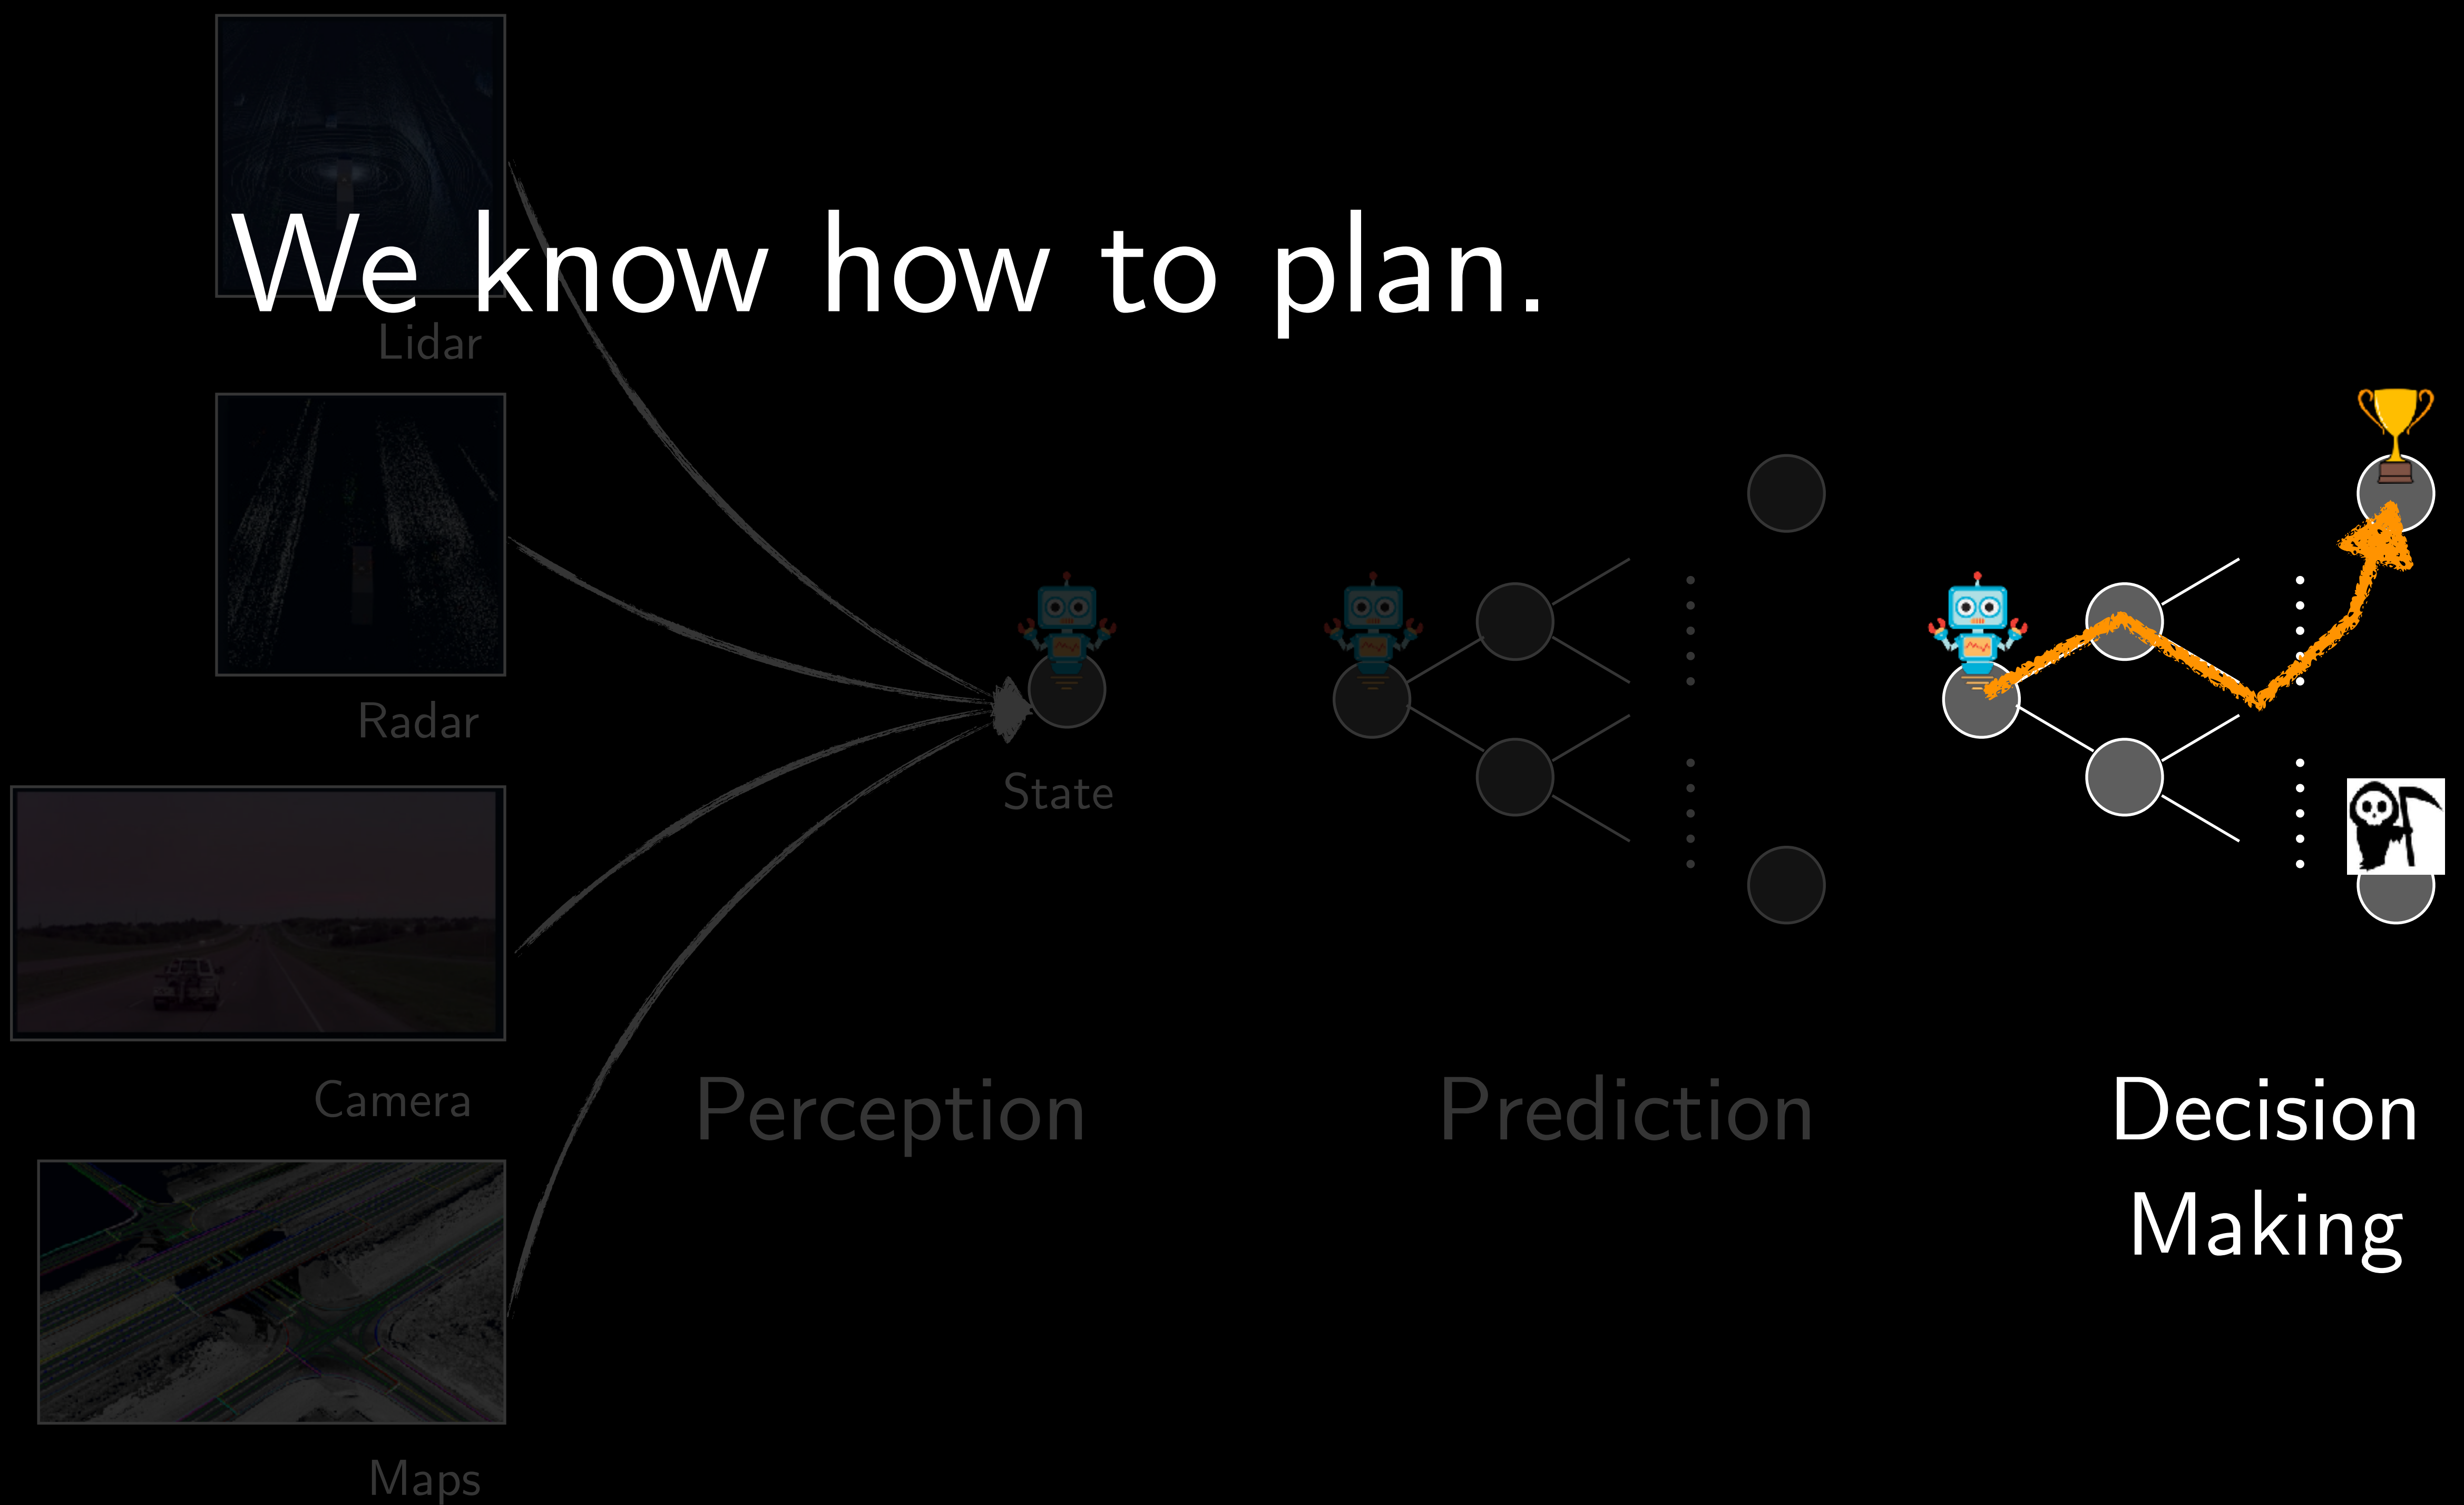 We know how to plan.
Lidar
Radar
State
Camera
Perception
Prediction
Decision
Making
Maps